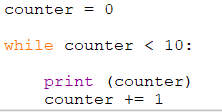 counter = 0
while counter < 10:
print (counter)
counter += 1